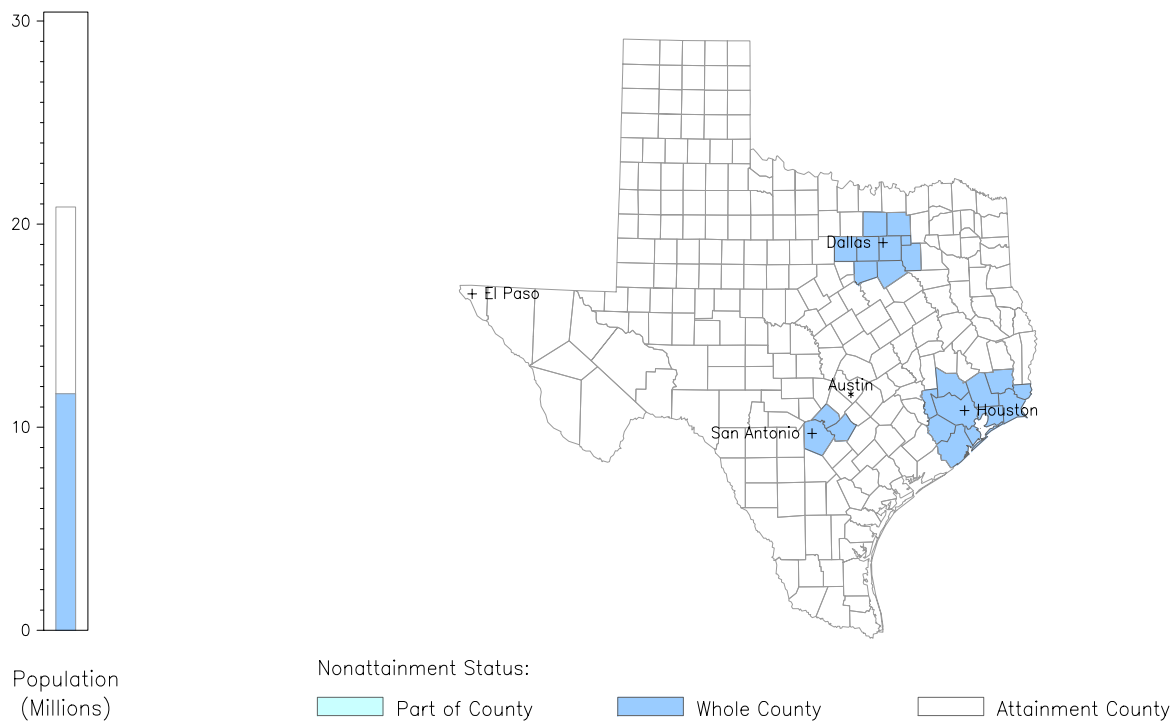 30
20
10
0
Population
(Millions)
Dallas
El Paso
Austin
Houston
San Antonio
Nonattainment Status:
Part of County
Whole County
Attainment County